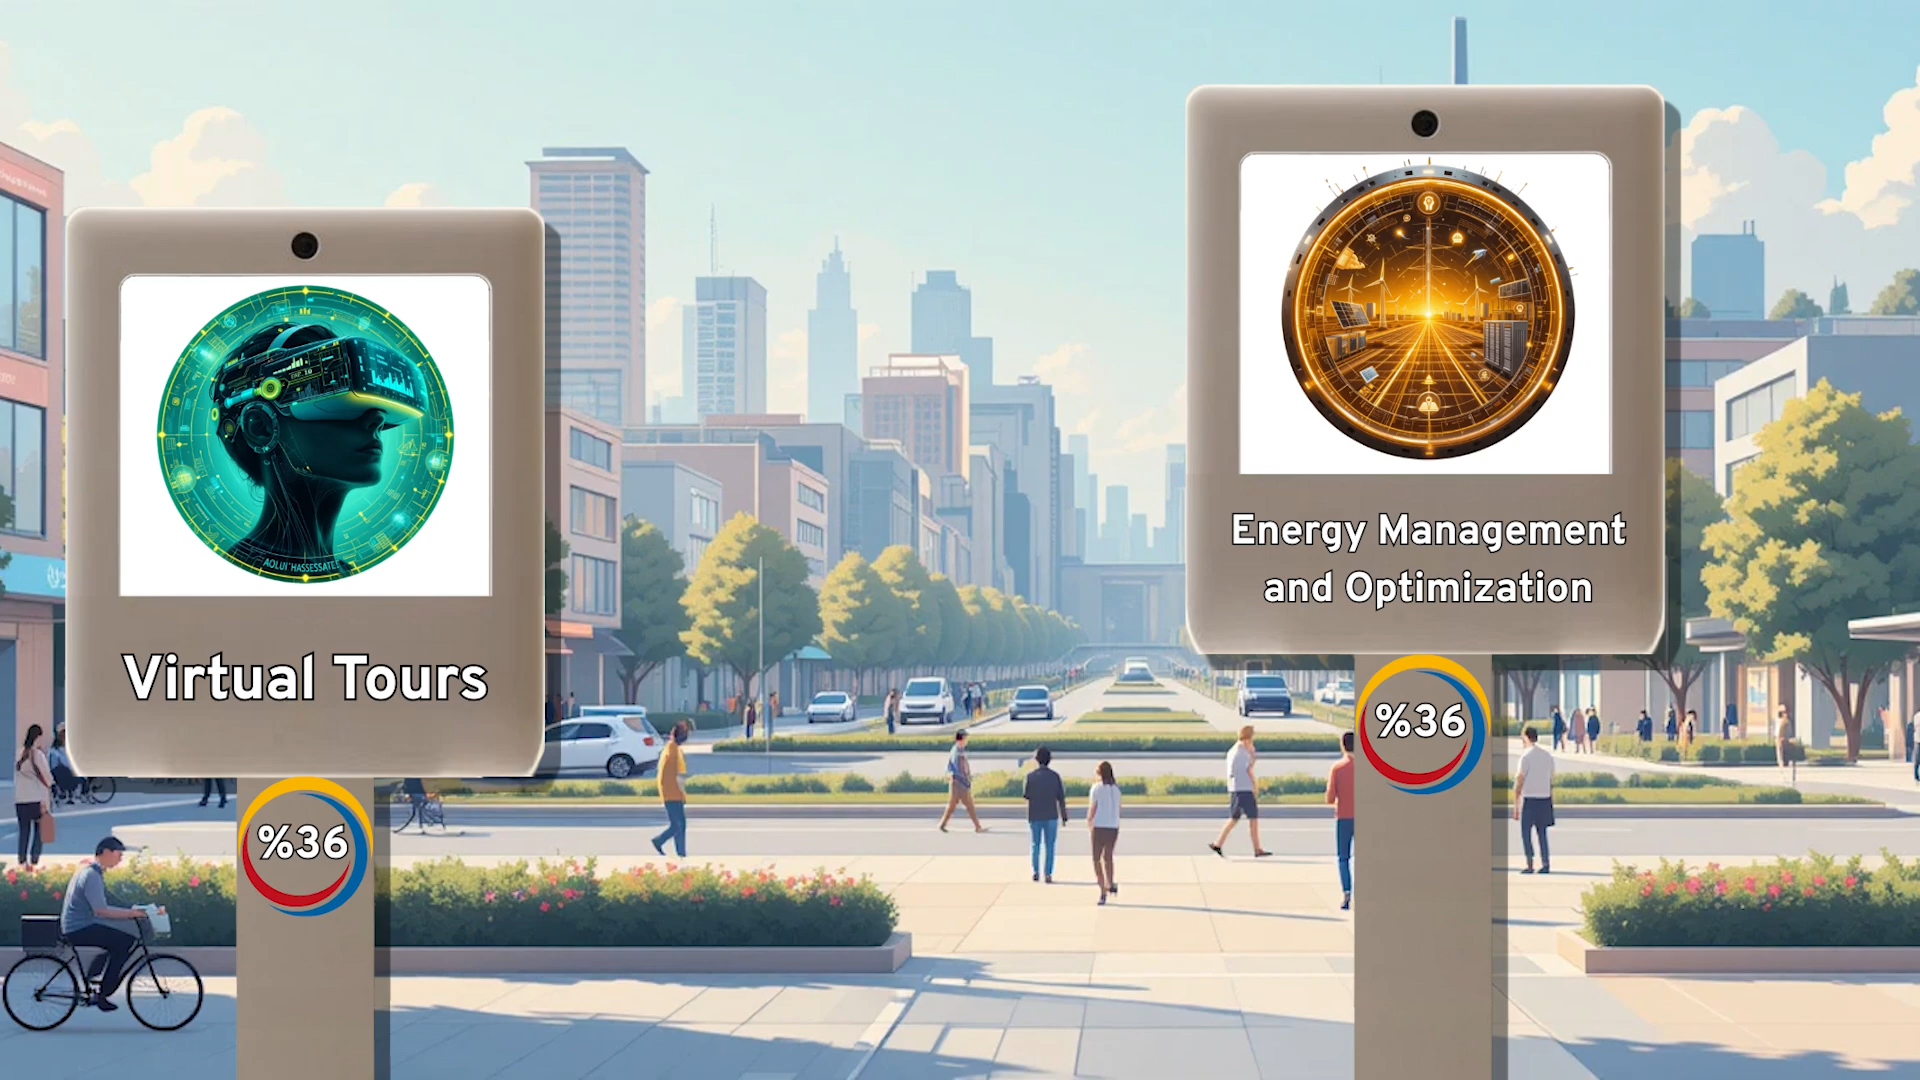 Virtual Tours
%36
Energy Management
and Optimization
%36